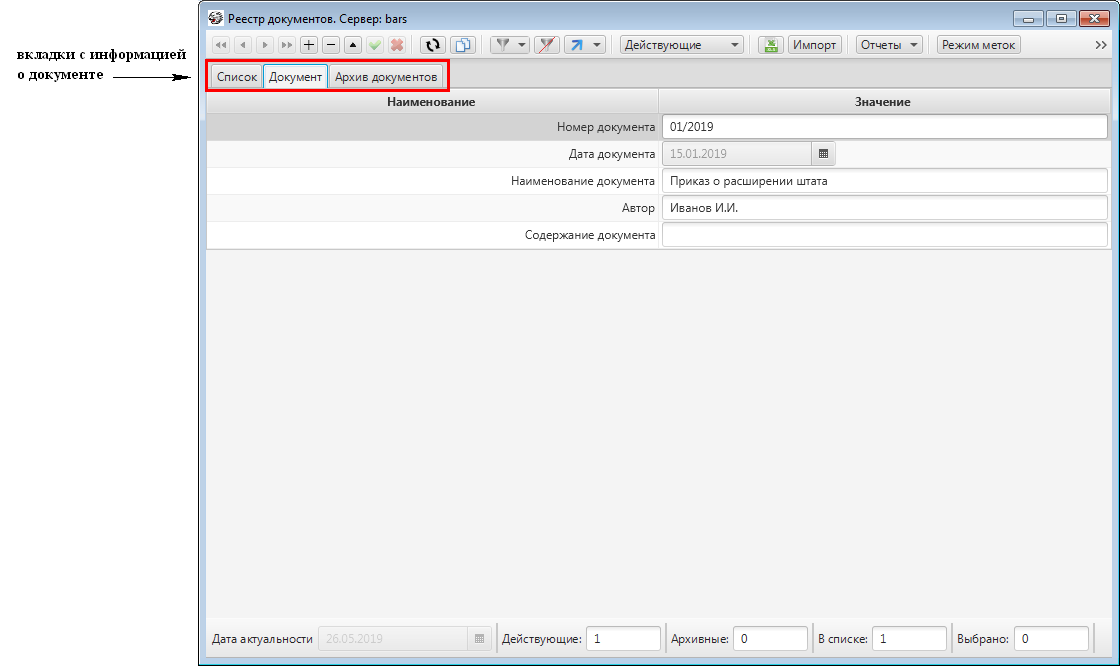 вкладки с информацией
о документе
Реестр документов. Сервер: bars
Действующие Импорт Отчеты Режим меток
Список Документ Архив документов
Наименование Значение
Номер документа 01/2019
Дата документа 15.01.2019
Наименование документа Приказ о расширении штата
Автор Иванов И.И.
Содержание документа
Дата актуальности 26.05.2019 Действующие: 1 Архивные: 0 В списке: 1 Выбрано: 0